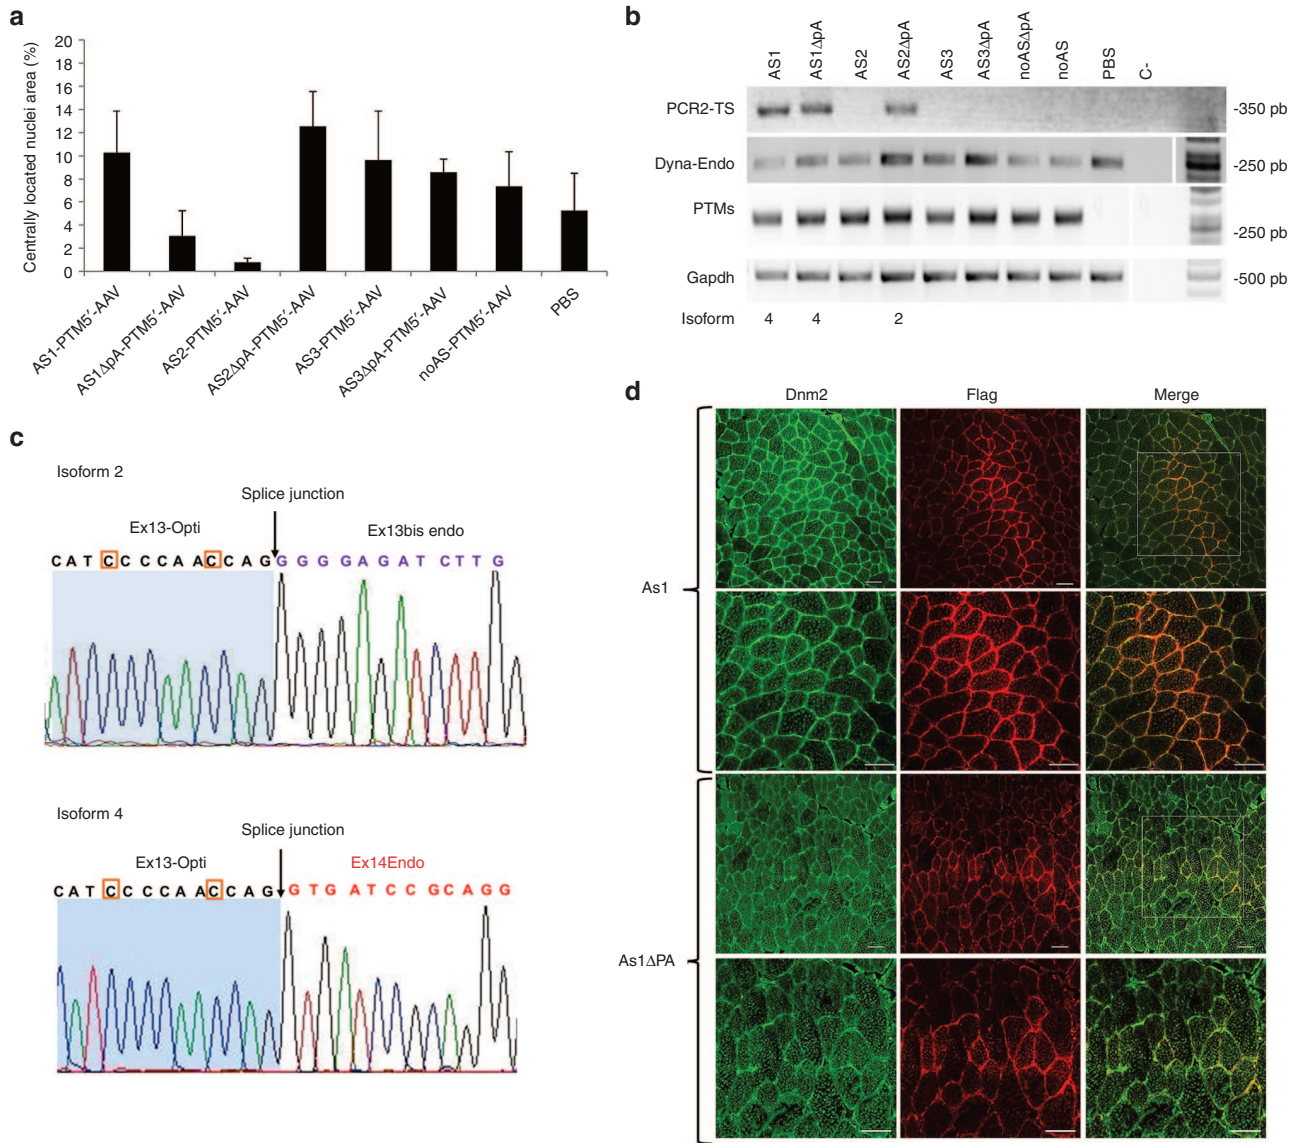 a
Centrally located nuclei area (%)
20
18
16
14
12
10
8
6
4
2
0
AS1-PTM5′-AAV
AS1ΔpA-PTM5′-AAV
AS2-PTM5′-AAV
AS2ΔpA-PTM5′-AAV
AS3-PTM5′-AAV
AS3ΔpA-PTM5′-AAV
noAS-PTM5′-AAV
PBS
b
AS1
AS1ΔpA
AS2
AS2ΔpA
AS3
AS3ΔpA
noASΔpA
noAS
PBS
C-
PCR2-TS
-350 pb
Dyna-Endo
-250 pb
PTMs
-250 pb
Gapdh
-500 pb
Isoform 4 4 2
c
Isoform 2
Splice junction
Ex13-Opti Ex13bis endo
C A T C C C C A A C C A G G G G G A G A T C T T G
Isoform 4
Splice junction
Ex13-Opti Ex14Endo
C A T C C C C A A C C A G G T G A T C C G C A G G
d
Dnm2 Flag Merge
As1
As1ΔPA